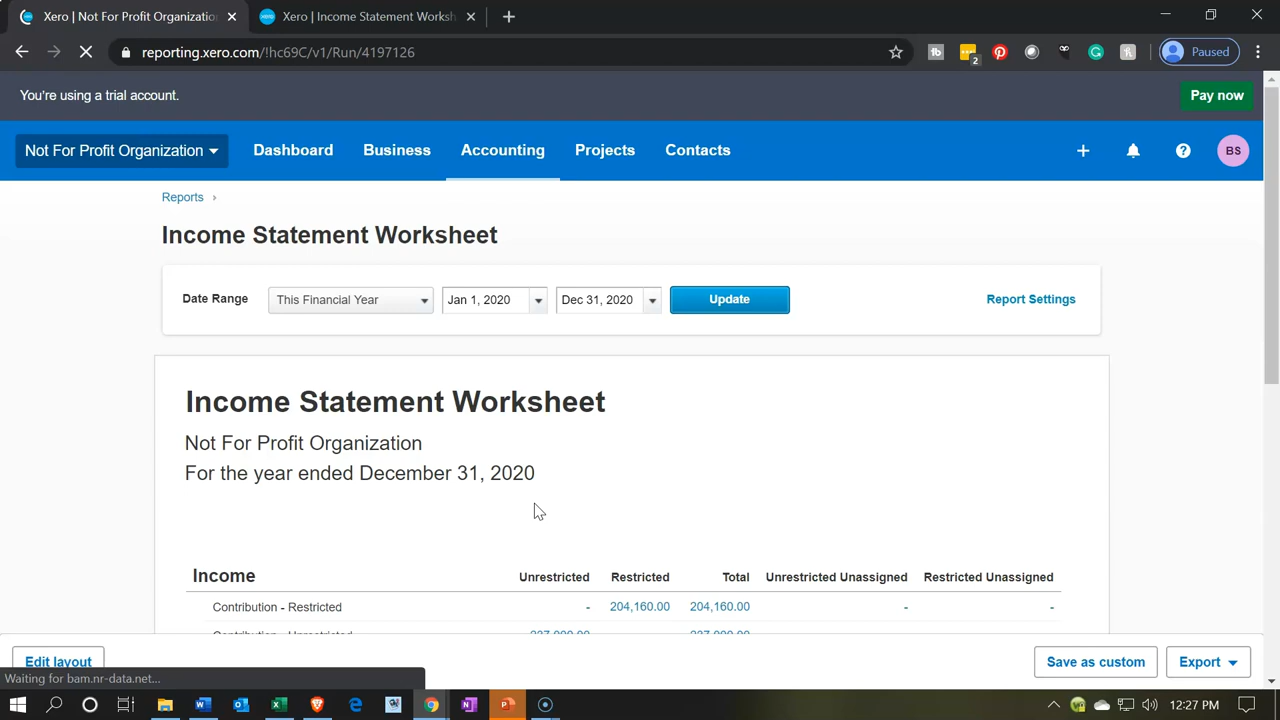 Xero | Not For Profit Organizatio
Xero | Income Statement Worksh
reporting.xero.com/!hc69C/v1/Run/4197126
2
Paused
You're using a trial account.
Pay now
Not For Profit Organization
Dashboard
Business
Accounting
Projects
Contacts
BS
Reports
Income Statement Worksheet
Date Range
This Financial Year
Jan 1, 2020
Dec 31, 2020
Update
Report Settings
Income Statement Worksheet
Not For Profit Organization
For the year ended December 31, 2020
Income Unrestricted Restricted Total Unrestricted Unassigned Restricted Unassigned
Contribution - Restricted - 204,160.00 204,160.00 - -
Edit layout
Save as custom
Export
Waiting for bam.nr-data.net...
12:27 PM